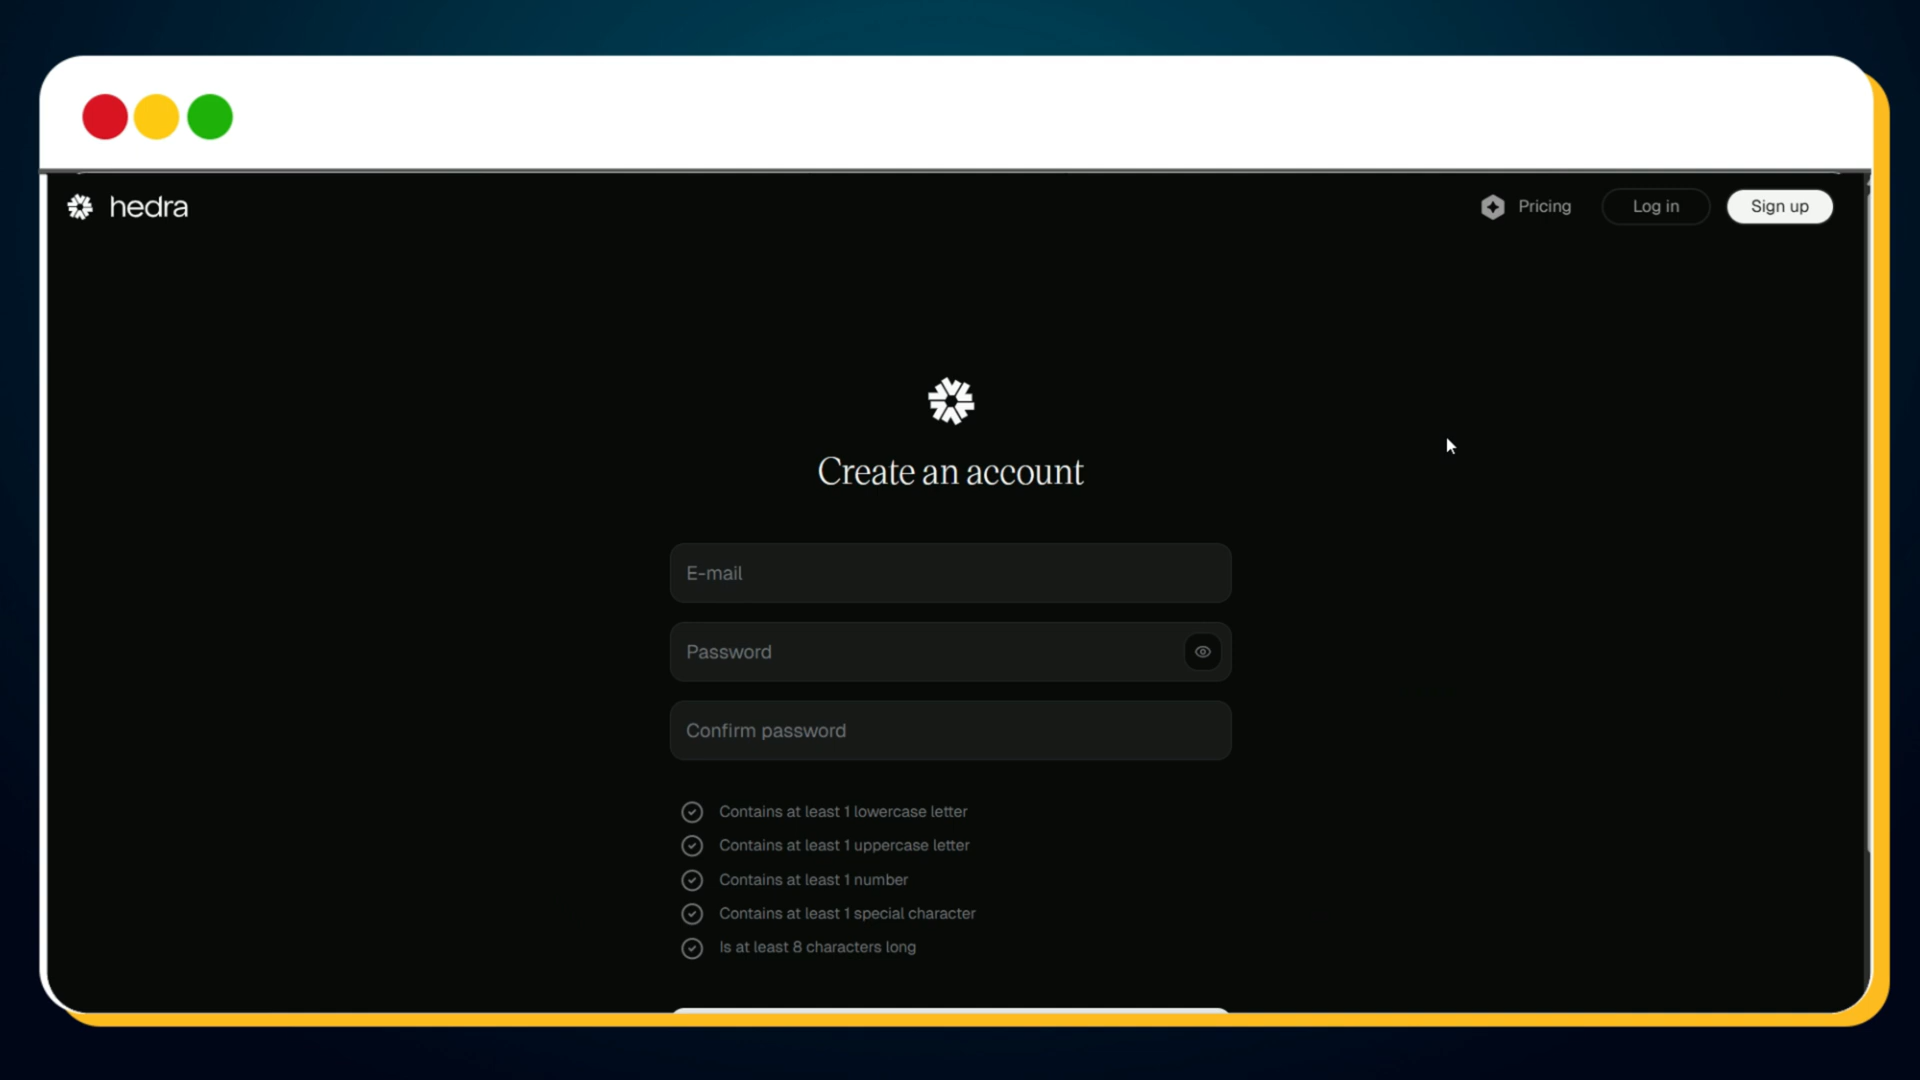 hedra
Pricing
Log in
Sign up
Create an account
E-mail
Password
Confirm password
Contains at least 1 lowercase letter
Contains at least 1 uppercase letter
Contains at least 1 number
Contains at least 1 special character
Is at least 8 characters long